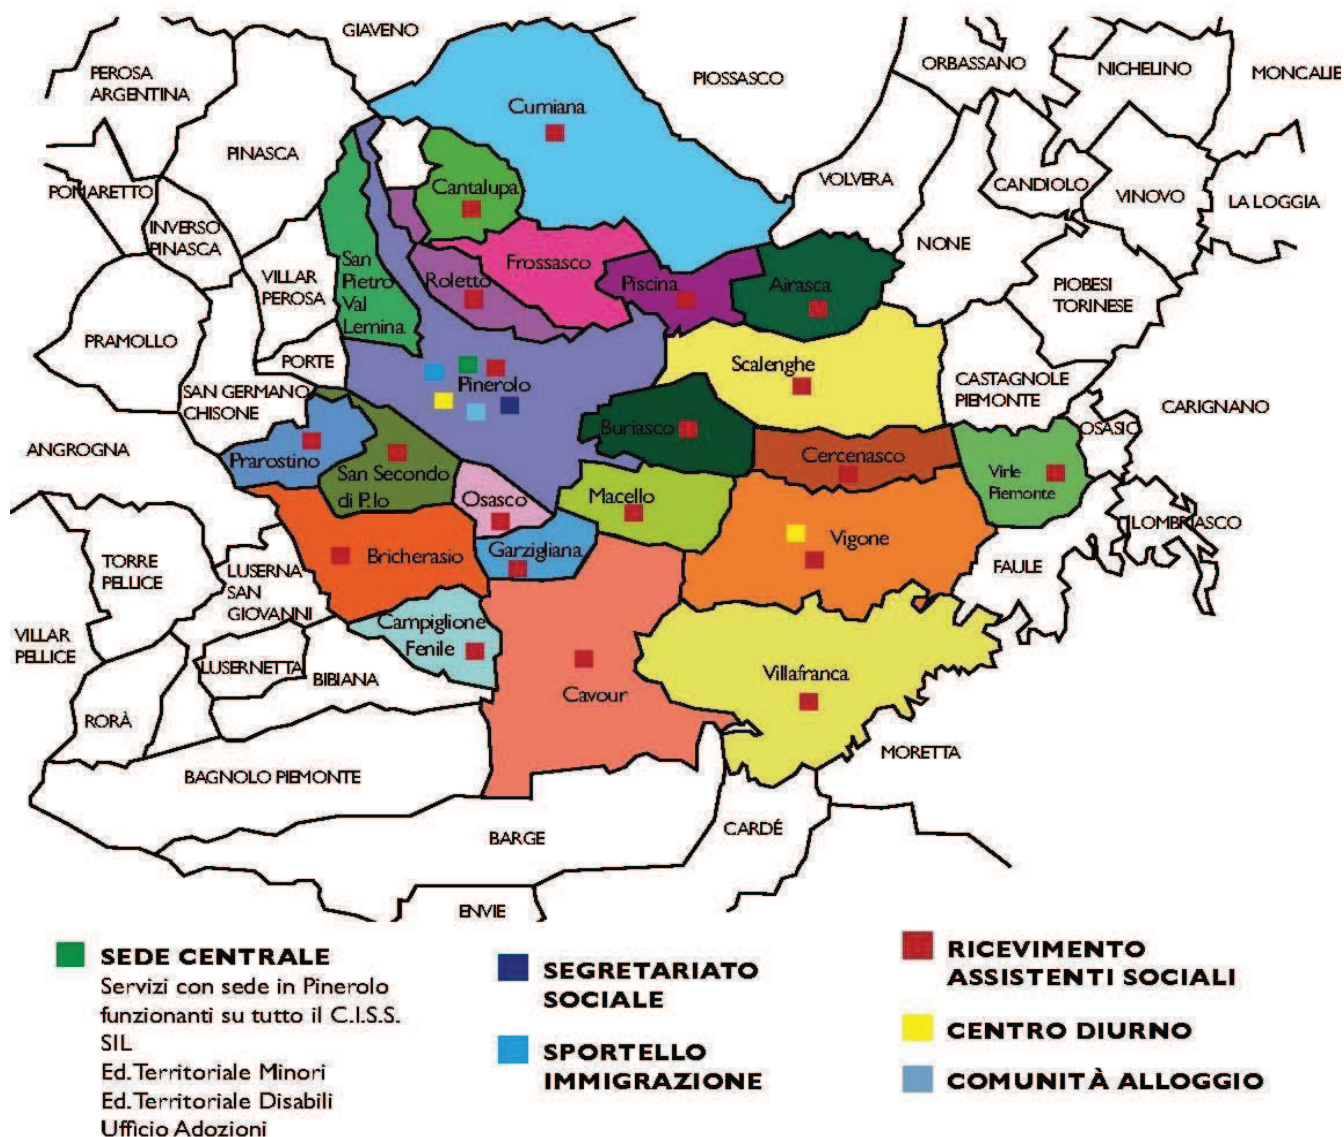 GIAVENO
PEROSA
ARGENTINA
PIOSSASCO
ORBASSANO
NICHELINO
MONCALIE
Cumiana
PINASCA
POMARETTO
Cantalupa
VOLVERA
CANDIOLO
VINOVO
LA LOGGIA
INVERSO
PINASCA
NONE
VILLAR
PEROSA
San
Pietro
Val
Lemina
Roletto
Frossasco
Piscina
Airasca
PIOBESI
TORINESE
PRAMOLLO
PORTE
Pinerolo
Scalenghe
CASTAGNOLE
PIEMONTE
SAN GERMANO
CHISONE
CARIGNANO
OSASIO
ANGROGNA
Prarostino
San Secondo
di P.lo
Buriasco
Cercenasco
Virle
Piemonte
Osasco
Macello
LOMBRIASCO
Bricherasio
Garzigliana
Vigone
FAULE
TORRE
PELLICE
LUSERNA
SAN
GIOVANNI
VILLAR
PELLICE
Campiglione
Fenile
LUSERNETTA
BIBIANA
Cavour
Villafranca
RORÀ
MORETTA
BAGNOLO PIEMONTE
BARGE
CARDÉ
ENVIE
SEDE CENTRALE
Servizi con sede in Pinerolo
funzionanti su tutto il C.I.S.S.
SIL
Ed. Territoriale Minori
Ed. Territoriale Disabili
Ufficio Adozioni
SEGRETARIATO
SOCIALE
SPORTELLO
IMMIGRAZIONE
RICEVIMENTO
ASSISTENTI SOCIALI
CENTRO DIURNO
COMUNITÀ ALLOGGIO